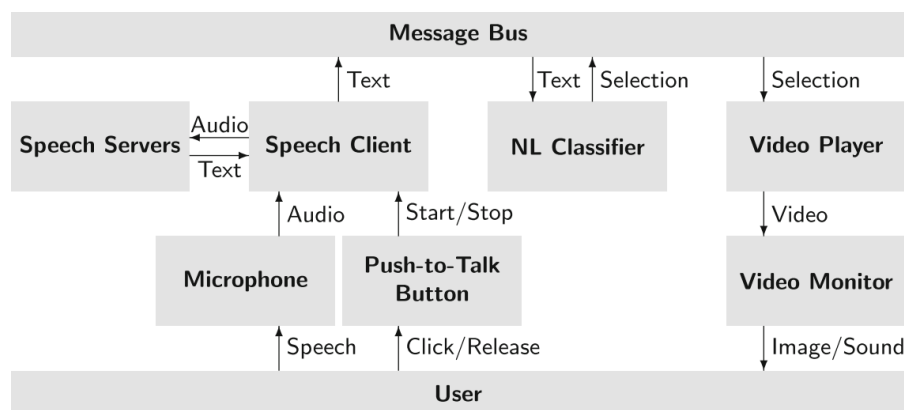 Message Bus
Text
Text
Selection
Selection
Speech Servers
Audio
Text
Speech Client
NL Classifier
Video Player
Audio
Start/Stop
Video
Microphone
Push-to-Talk
Button
Video Monitor
Speech
Click/Release
Image/Sound
User